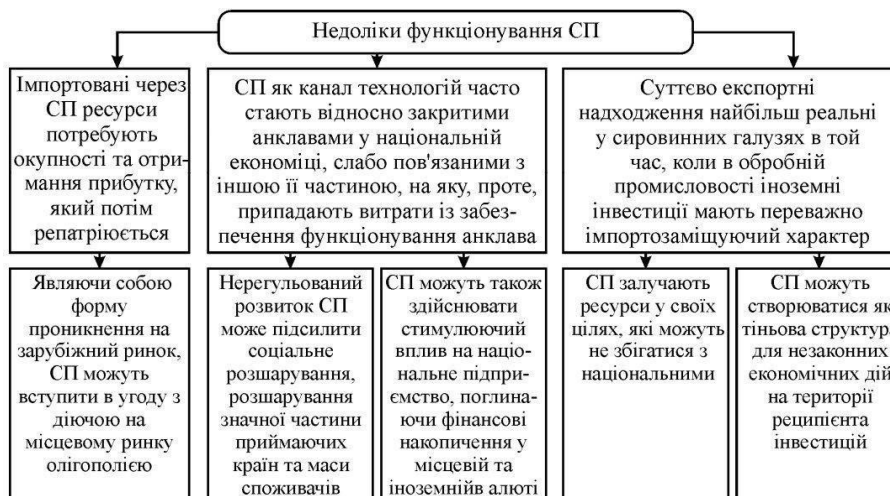 Недоліки функціонування СП
Імпортовані через
СП ресурси
потребують
окупності та отри-
мання прибутку,
який потім
репатріюється
СП як канал технологій часто
стають відносно закритими
анклавами у національній
економіці, слабо пов'язаними з
іншою її частиною, на яку, проте,
припадають витрати із забез-
печення функціонування анклава
Суттєво експортні
надходження найбільш реальні
у сировинних галузях в той
час, коли в обробній
промисловості іноземні
інвестиції мають переважно
імпортозаміщуючий характер
Являючи собою
форму
проникнення на
зарубіжний ринок,
СП можуть
вступити в угоду з
діючою на
місцевому ринку
олігополією
Нерегульований
розвиток СП
може підсилити
соціальне
розшарування,
розшарування
значної частини
приймаючих
країн та маси
споживачів
СП можуть також
здійснювати
стимулюючий
вплив на націо-
нальне підпри-
ємство, поглина-
ючи фінансові
накопичення у
місцевій та
іноземнійв алюті
СП залучають
ресурси у своїх
цілях, які можуть
не збігатися з
національними
СП можуть
створюватися як
тіньова структура
для незаконних
економічних дій
на території
реципієнта
інвестицій